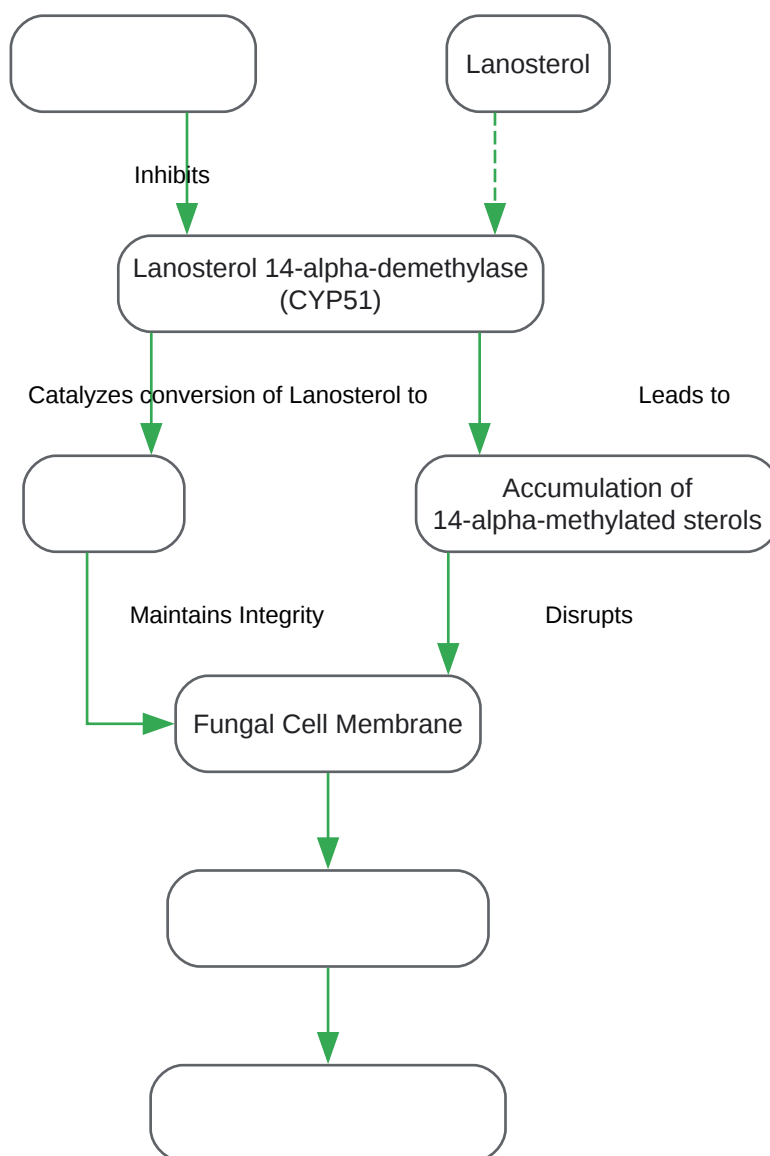 Lanosterol
Inhibits
Lanosterol 14-alpha-demethylase
(CYP51)
Catalyzes conversion of Lanosterol to
Leads to
Accumulation of
14-alpha-methylated sterols
Maintains Integrity
Disrupts
Fungal Cell Membrane